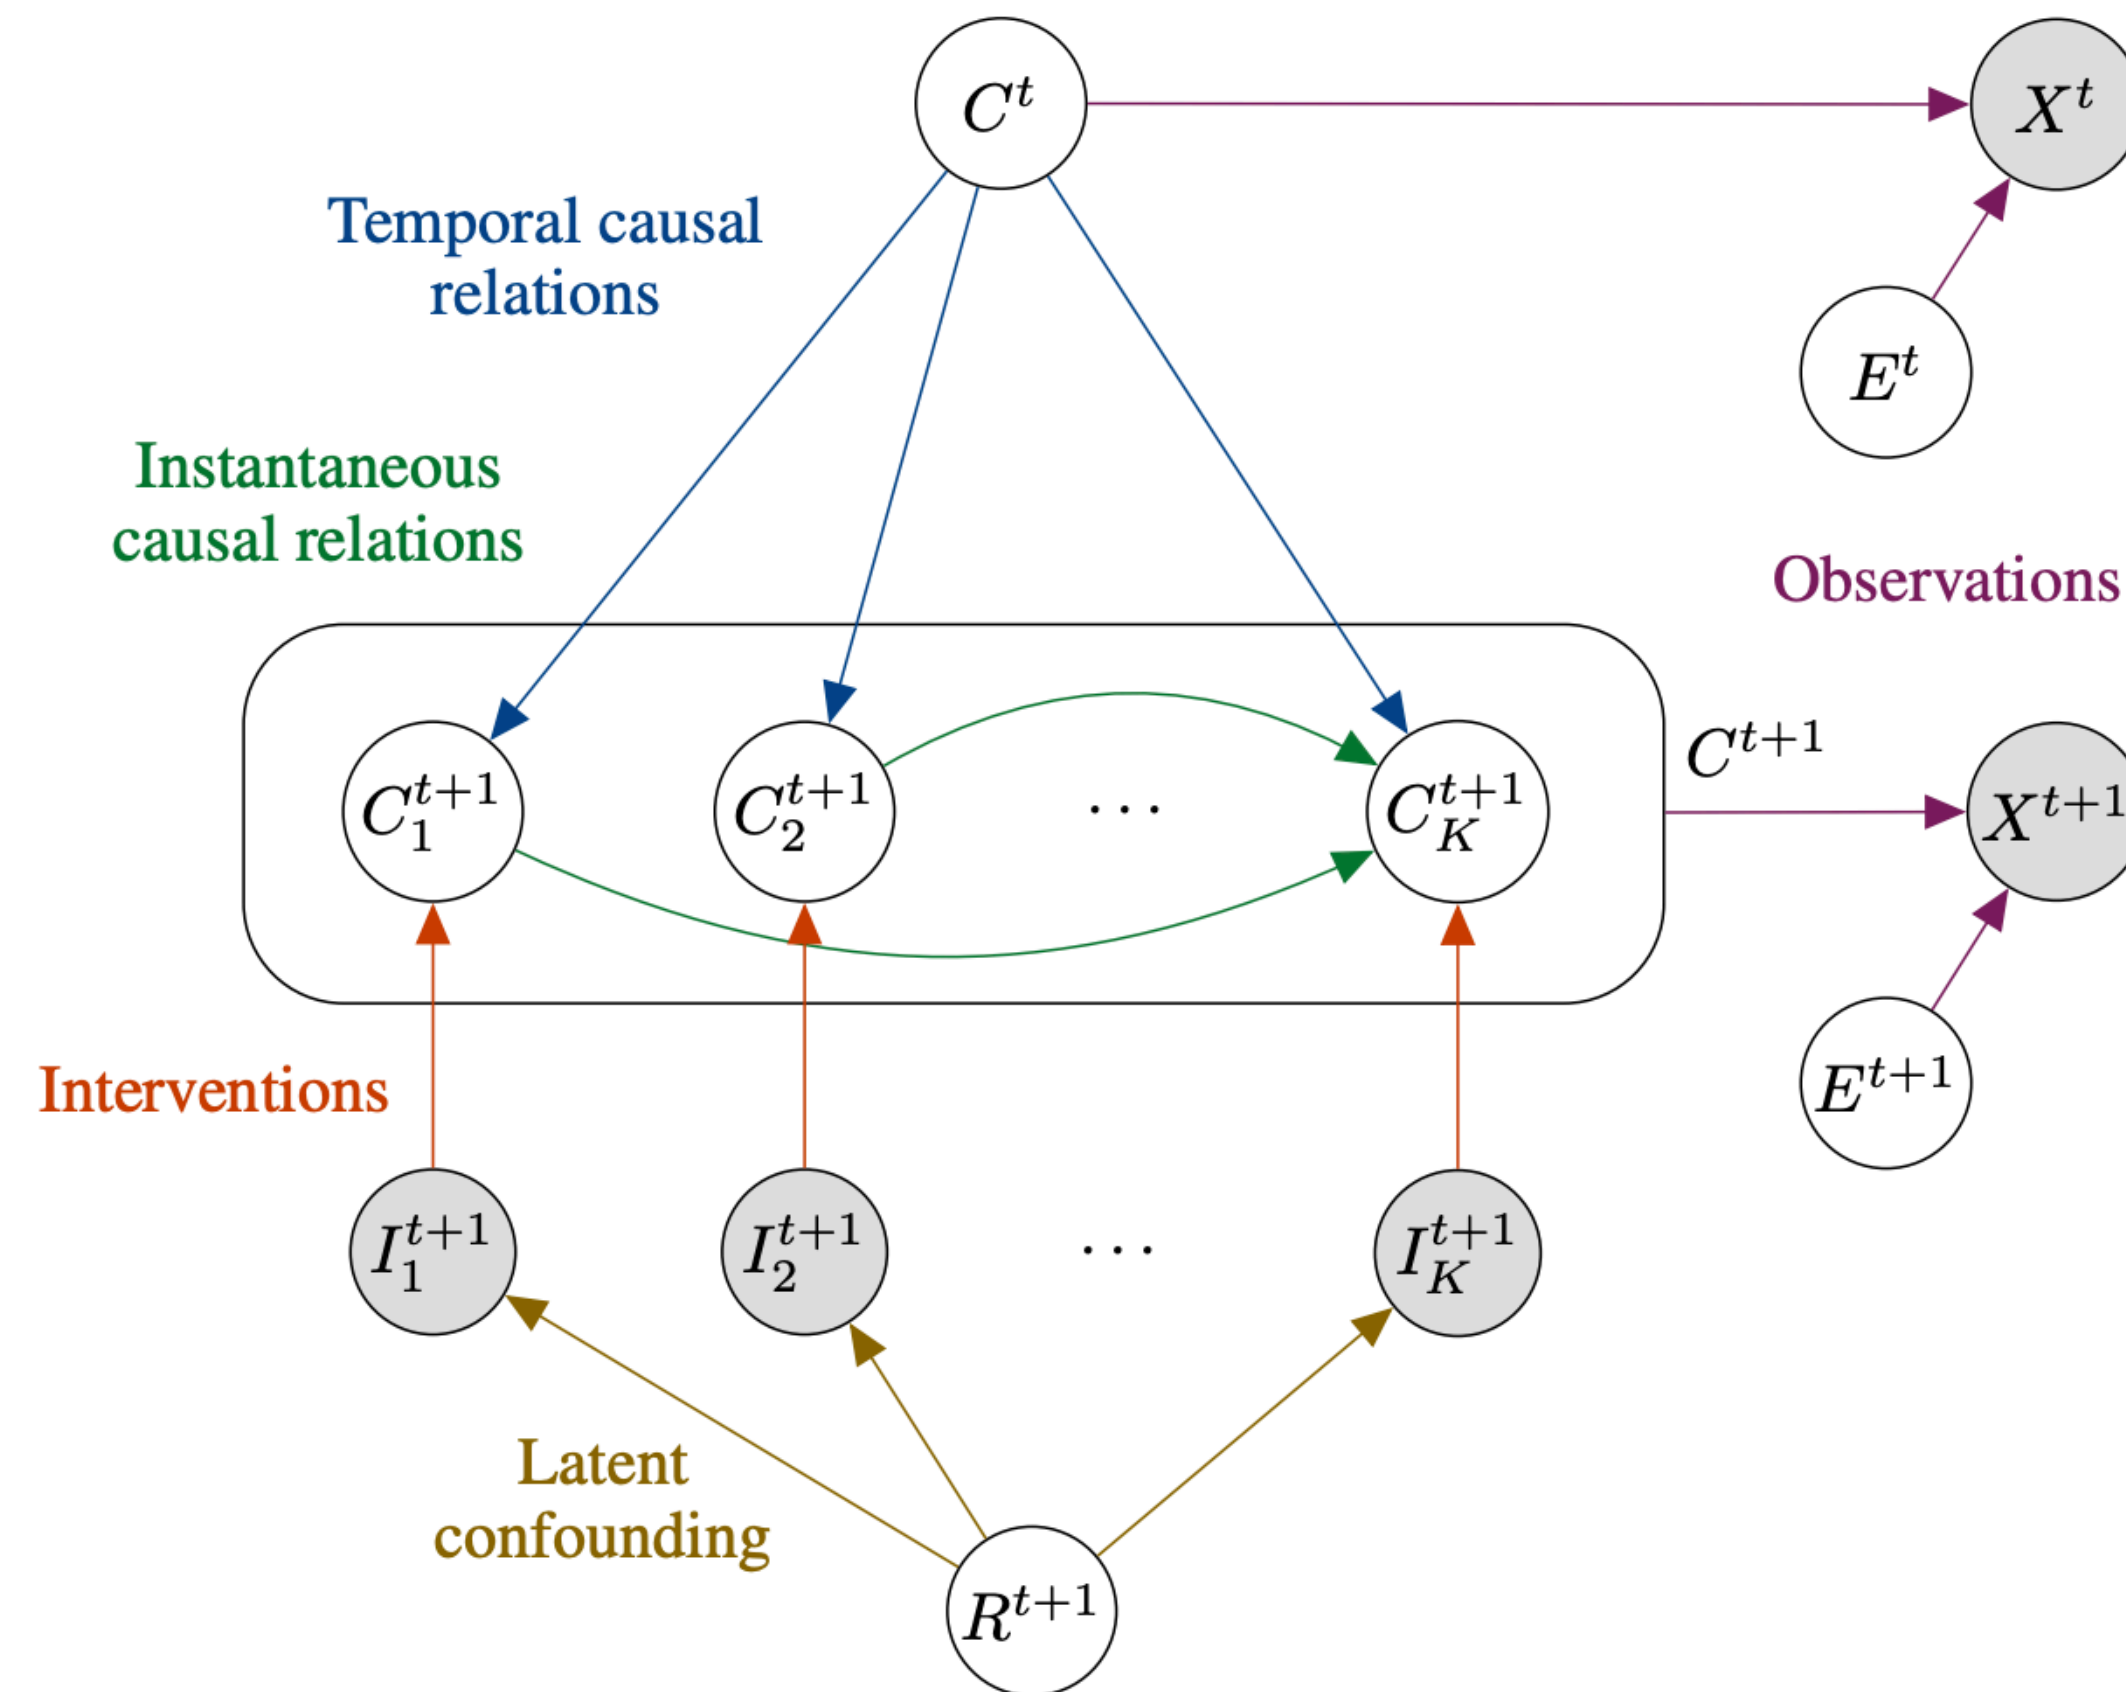 C^t
X^t
Temporal causal
relations
E^t
Instantaneous
causal relations
Observations
C_1^{t+1}
C_2^{t+1}
...
C_K^{t+1}
C^{t+1}
X^{t+1}
Interventions
E^{t+1}
I_1^{t+1}
I_2^{t+1}
...
I_K^{t+1}
Latent
confounding
R^{t+1}